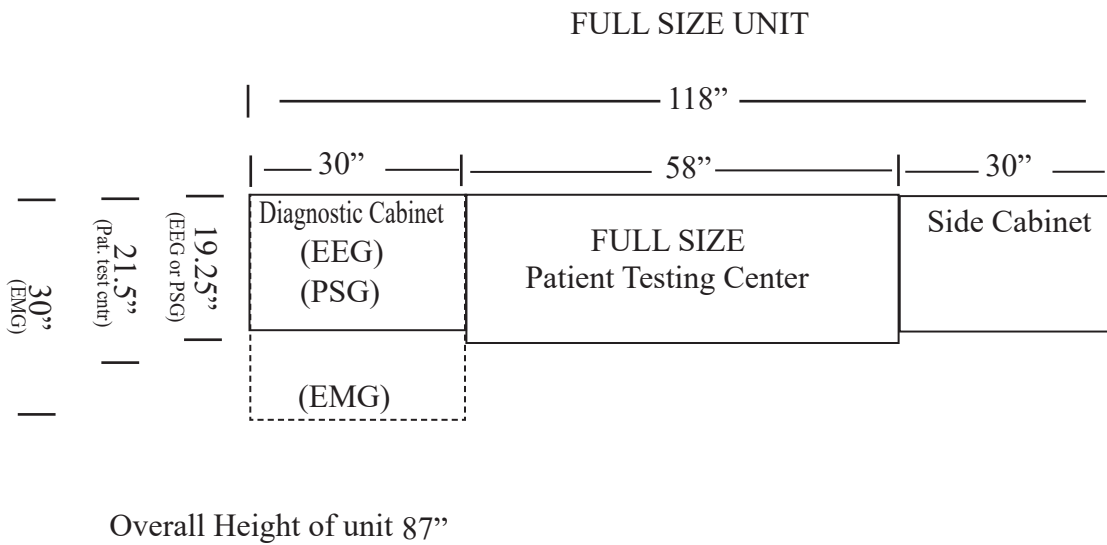 FULL SIZE UNIT
118”
30”
58”
30”
Diagnostic Cabinet
(EEG)
(PSG)
(EMG)
FULL SIZE
Patient Testing Center
Side Cabinet
19.25”
(EEG or PSG)
21.5”
(Pat. test cntr)
30”
(EMG)
Overall Height of unit 87”